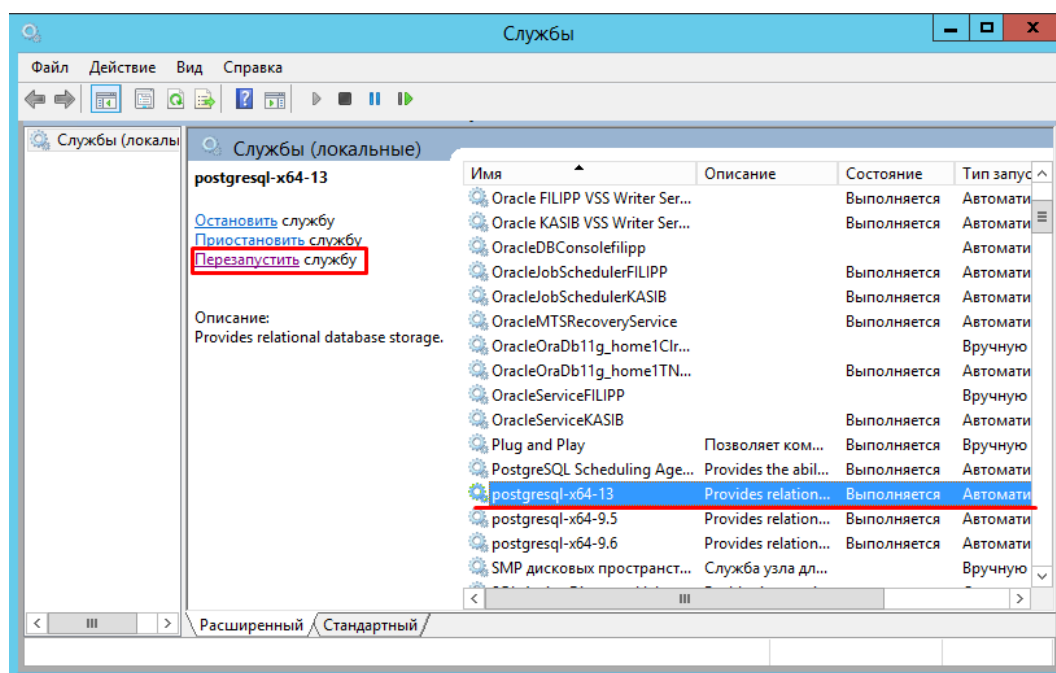 Службы
Файл Действие Вид Справка
Службы (локалы
Службы (локальные)
postgresql-x64-13
Остановить службу
Приостановить службу
Перезапустить службу
Описание:
Provides relational database storage.
Имя Описание Состояние Тип запус
Oracle FILIPP VSS Writer Ser... Выполняется Автомати
Oracle KASIB VSS Writer Ser... Выполняется Автомати
OracleDBConsolefilipp Автомати
OracleJobSchedulerFILIPP Выполняется Автомати
OracleJobSchedulerKASIB Выполняется Автомати
OracleMTSRecoveryService Выполняется Автомати
OracleOraDb11g_home1Clr... Вручную
OracleOraDb11g_home1TN... Выполняется Автомати
OracleServiceFILIPP Вручную
OracleServiceKASIB Выполняется Автомати
Plug and Play Позволяет ком... Выполняется Вручную
PostgreSQL Scheduling Age... Provides the abil... Выполняется Автомати
postgresql-x64-13 Provides relation... Выполняется Автомати
postgresql-x64-9.5 Provides relation... Выполняется Автомати
postgresql-x64-9.6 Provides relation... Выполняется Автомати
SMP дисковых пространст... Служба узла дл... Вручную
Расширенный Стандартный